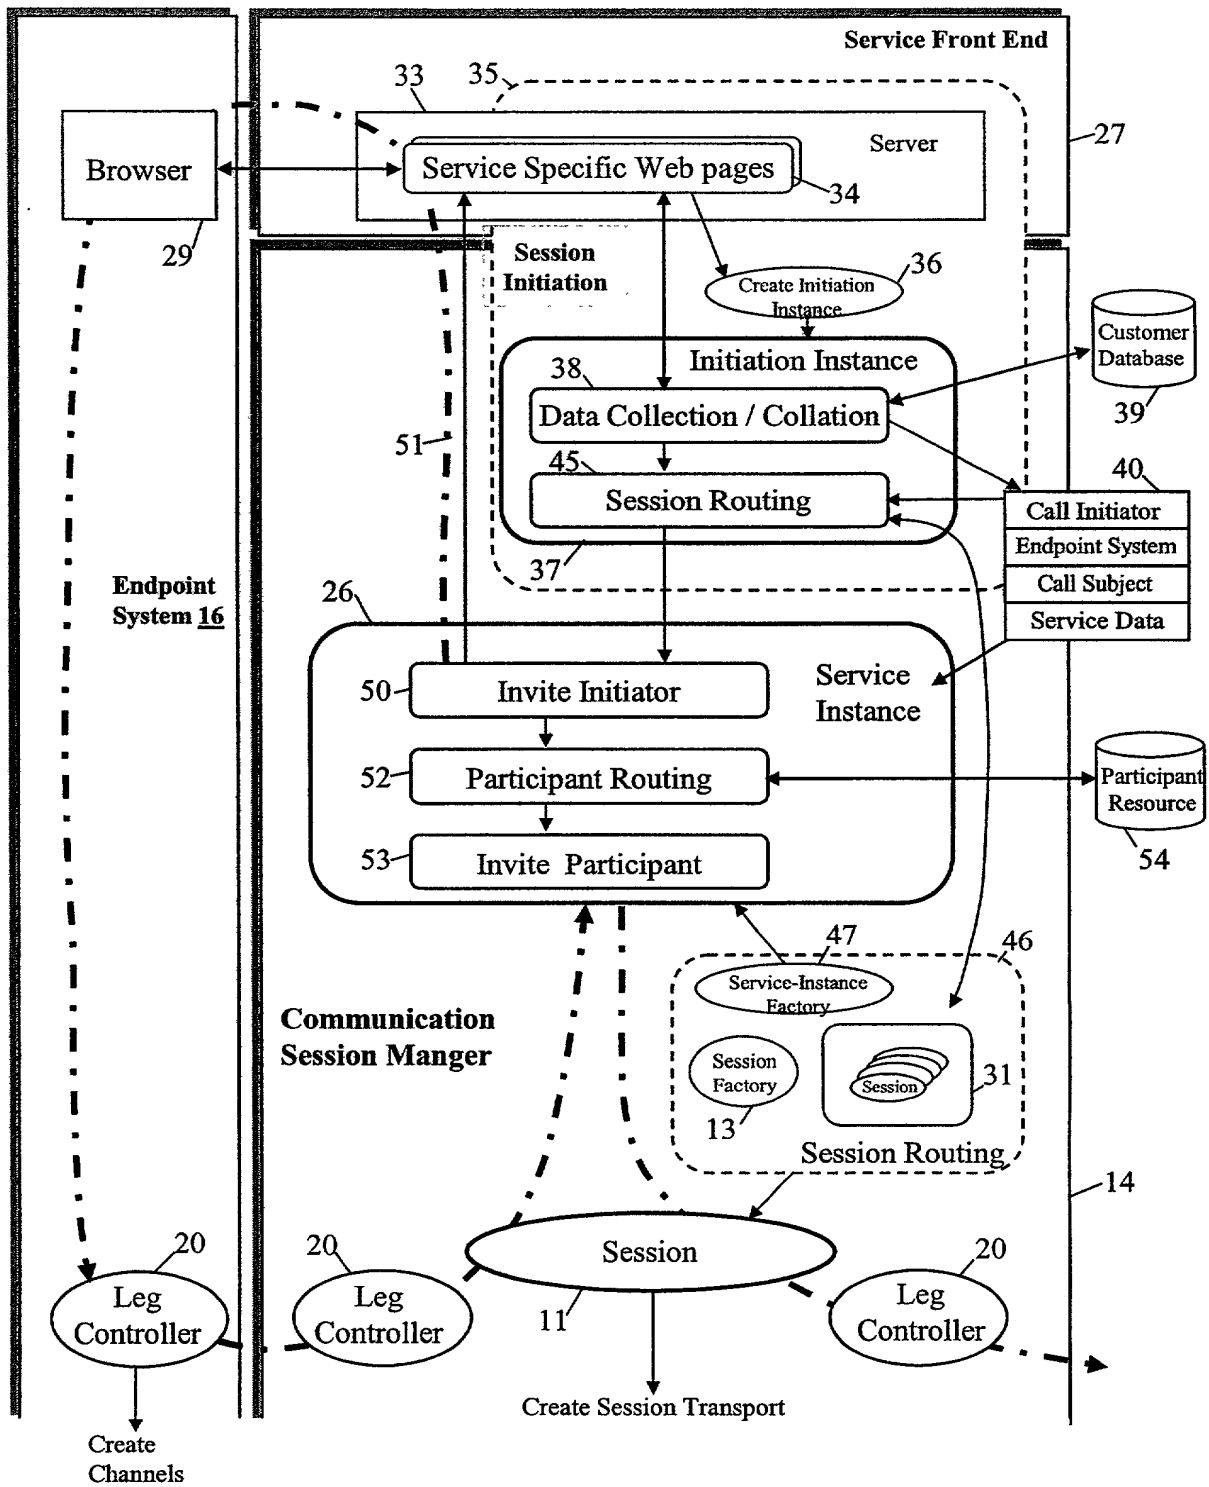 Service Front End
33
35
27
Server
Browser
Service Specific Web pages
34
29
Session
Initiation
36
Create Initiation
Instance
Customer
Database
39
Initiation Instance
38
Data Collection / Collation
51
45
Session Routing
40
Call Initiator
Endpoint System
Call Subject
Service Data
37
Endpoint
System 16
26
Service
Instance
50
Invite Initiator
52
Participant Routing
Participant
Resource
54
53
Invite Participant
47
46
Service-Instance
Factory
Communication
Session Manger
Session
Factory
13
Session
31
Session Routing
14
20
20
20
Session
Leg
Controller
Leg
Controller
Leg
Controller
11
Create Session Transport
Create
Channels